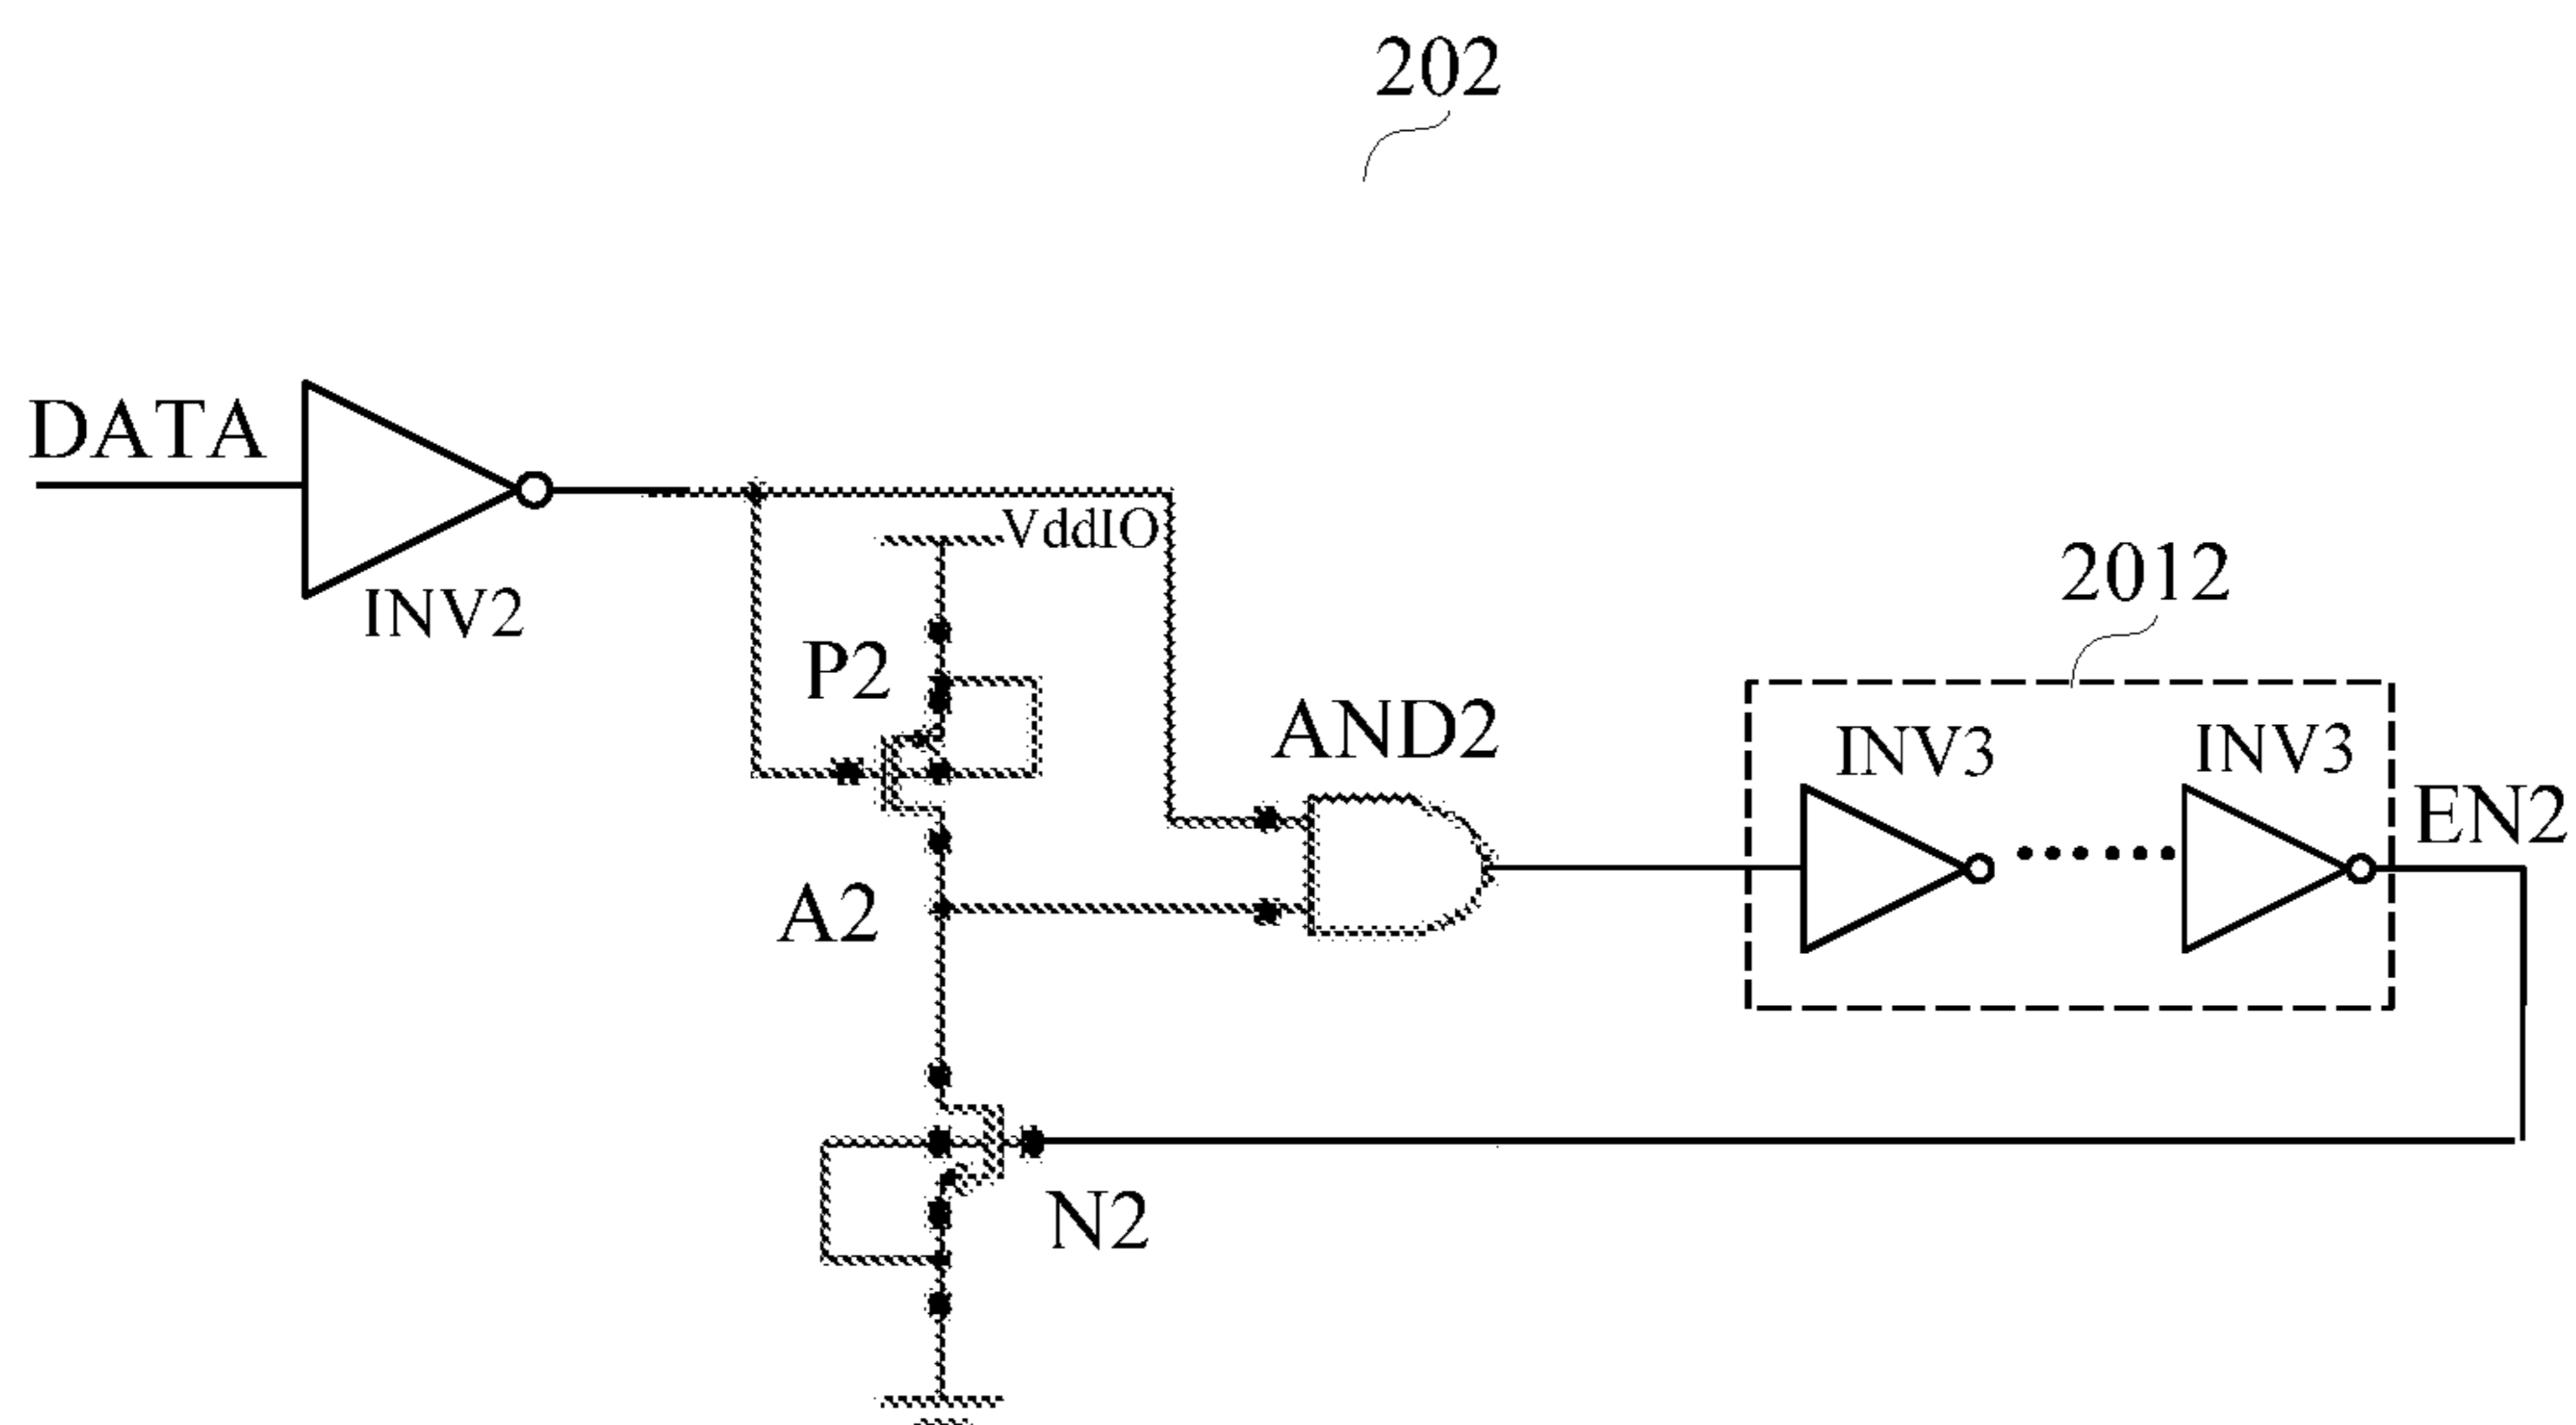 202
DATA
INV2
VddIO
P2
AND2
2012
INV3
INV3
EN2
A2
N2